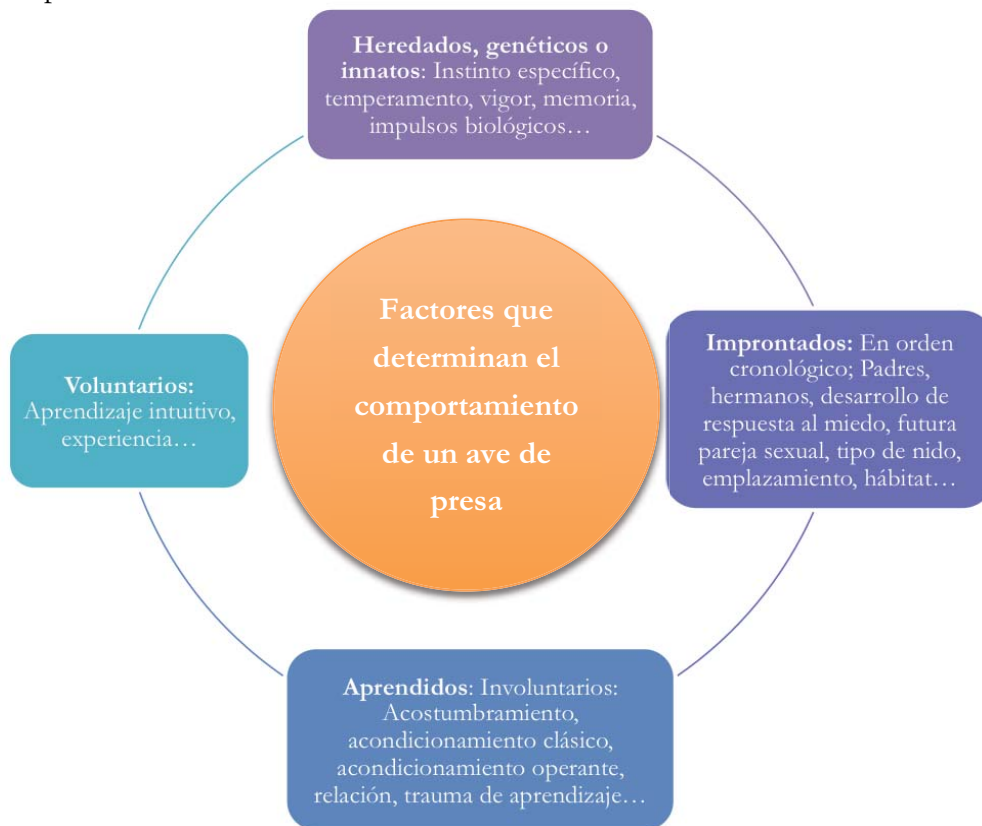 Heredados, genéticos o
innatos: Instinto específico,
temperamento, vigor, memoria,
impulsos biológicos…
Factores que
determinan el
comportamiento
de un ave de
presa
Improntados: En orden
cronológico; Padres,
hermanos, desarrollo de
respuesta al miedo, futura
pareja sexual, tipo de nido,
emplazamiento, hábitat…
Voluntarios:
Aprendizaje intuitivo,
experiencia…
Aprendidos: Involuntarios:
Acostumbramiento,
acondicionamiento clásico,
acondicionamiento operante,
relación, trauma de aprendizaje…